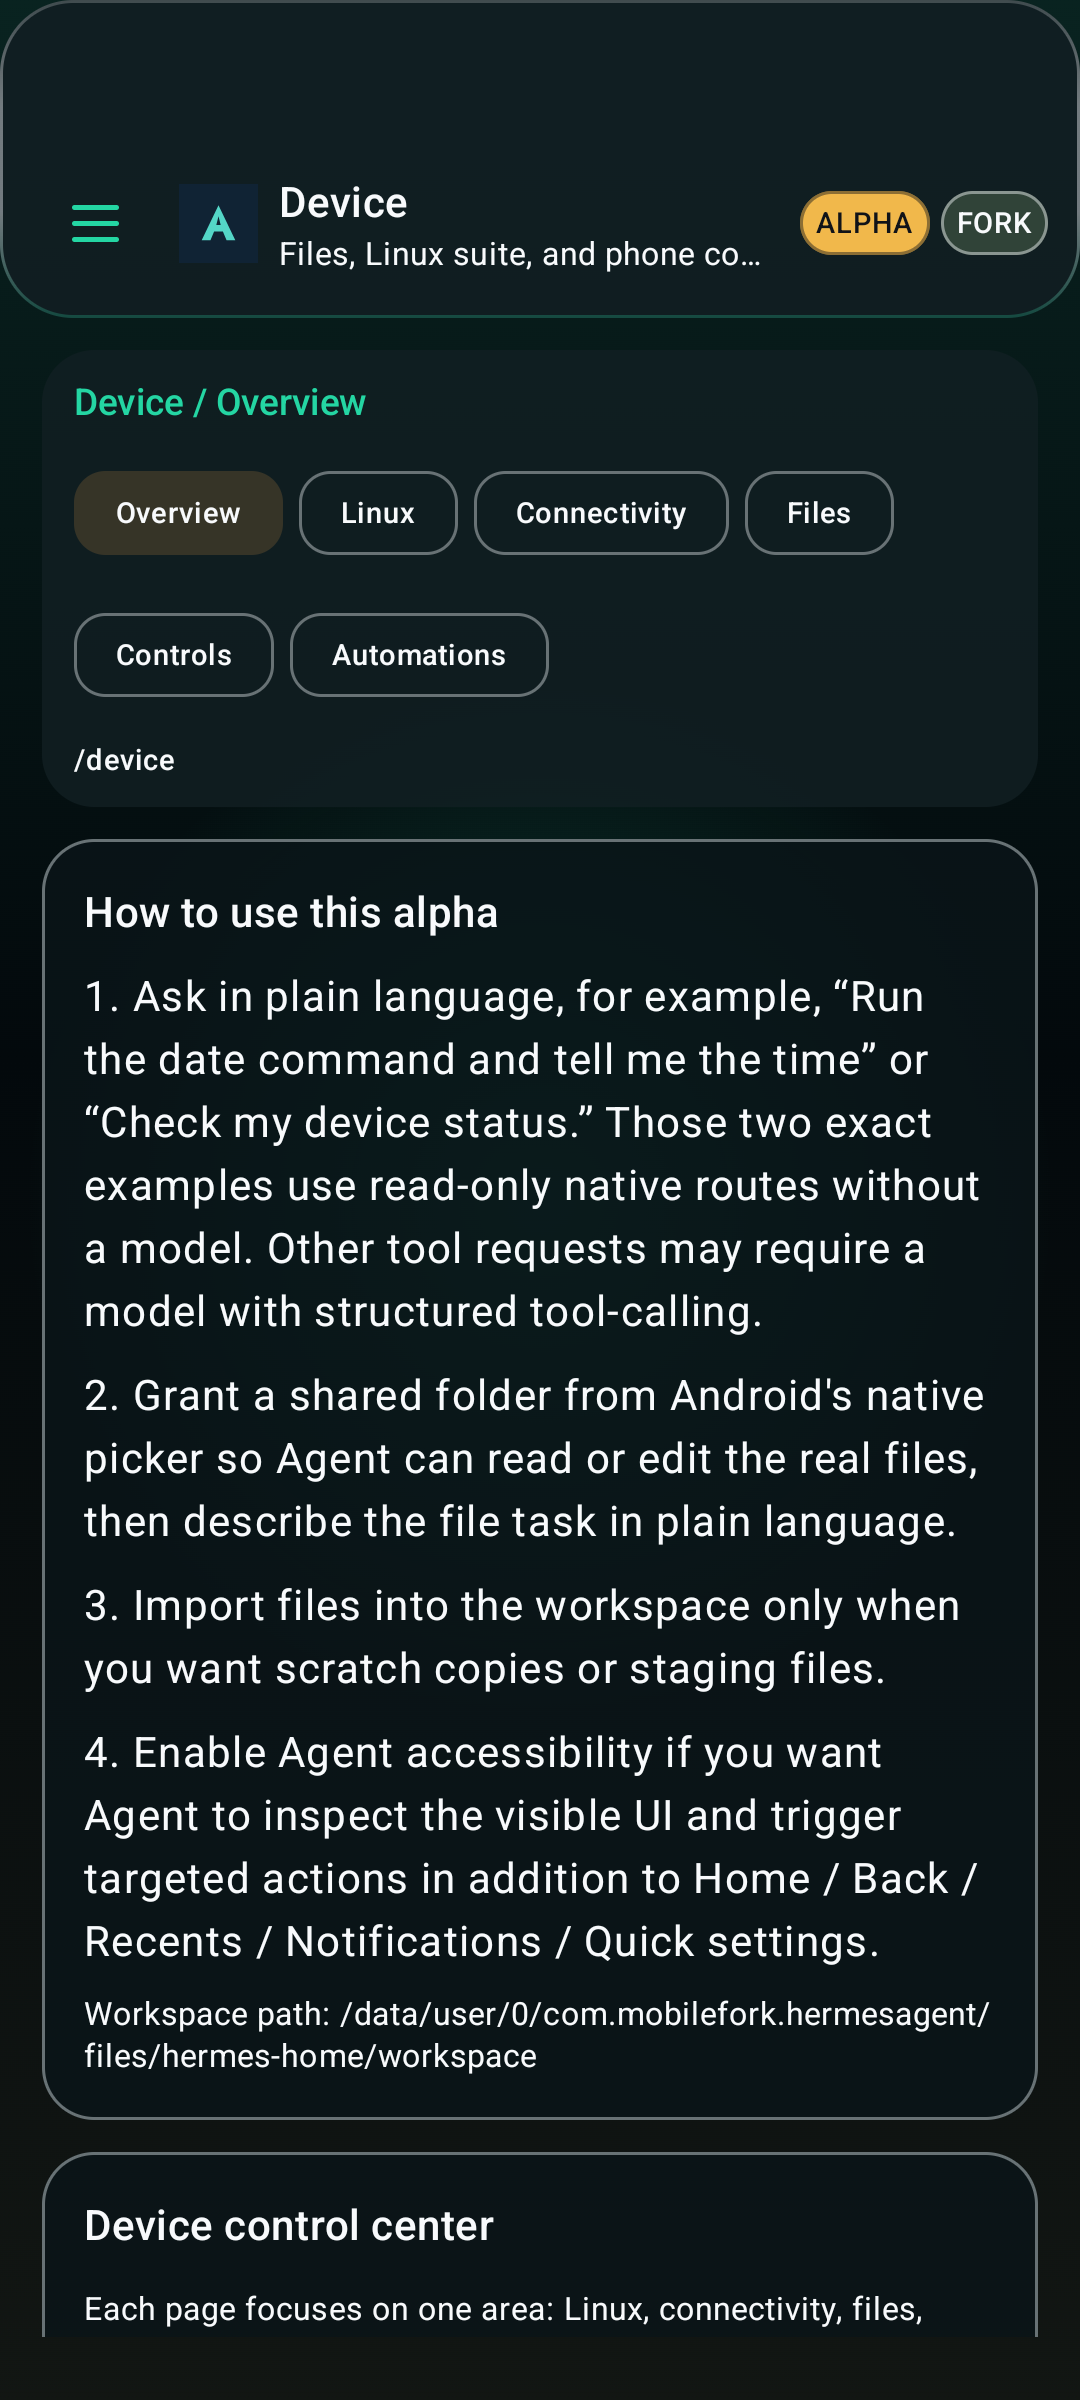 Device
Files, Linux suite, and phone co…
ALPHA
FORK
Device / Overview
Overview
Linux
Connectivity
Files
Controls
Automations
/device
How to use this alpha
1. Ask in plain language, for example, “Run
the date command and tell me the time” or
“Check my device status.” Those two exact
examples use read-only native routes without
a model. Other tool requests may require a
model with structured tool-calling.
2. Grant a shared folder from Android's native
picker so Agent can read or edit the real files,
then describe the file task in plain language.
3. Import files into the workspace only when
you want scratch copies or staging files.
4. Enable Agent accessibility if you want
Agent to inspect the visible UI and trigger
targeted actions in addition to Home / Back /
Recents / Notifications / Quick settings.
Workspace path: /data/user/0/com.mobilefork.hermesagent/
files/hermes-home/workspace
Device control center
Each page focuses on one area: Linux, connectivity, files,